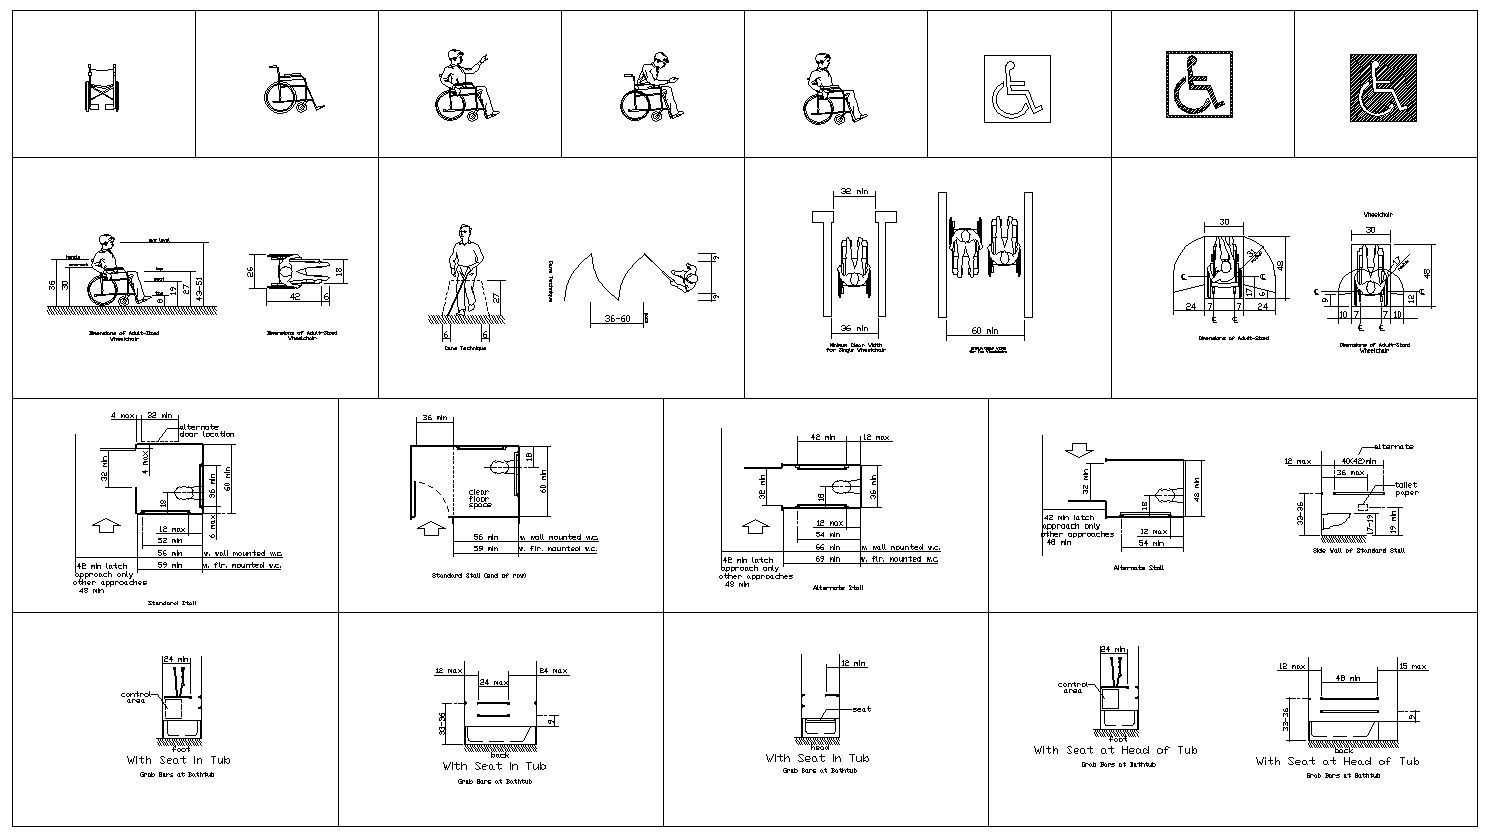 36
30
8
19
27
43-51
Dimensions of Adult-Sized
Wheelchair
26
18
42
6
Dimensions of Adult-Sized
Wheelchair
27
6
6
Cane Technique
Cane Technique
36-60
9
9
32 min
36 min
Minimum Clear Width
for Single Wheelchair
60 min
30
48
17
6
24
7
7
24
Dimensions of Adult-Sized
Wheelchair
30
12
48
9
12
10
7
7
10
Dimensions of Adult-Sized
Wheelchair
4 max
22 min
alternate
door location
32 min
4 max
18
36 min
60 min
6 max
12 max
52 min
56 min
w. wall mounted w.c.
59 min
w. flr. mounted w.c.
42 min latch
approach only
other approaches
48 min
Standard Stall
36 min
18
60 min
clear
floor
space
56 min
w. wall mounted w.c.
59 min
w. flr. mounted w.c.
Standard Stall (end of row)
42 min
12 max
32 min
18
36 min
12 max
54 min
66 min
w. wall mounted w.c.
69 min
w. flr. mounted w.c.
42 min latch
approach only
other approaches
48 min
Alternate Stall
32 min
18
48 min
42 min latch
approach only
other approaches
48 min
12 max
54 min
Alternate Stall
alternate
12 max
40(42)min
36 max
toilet
paper
33-36
17-19
19 min
Side Wall of Standard Stall
24 min
control
area
foot
With Seat in Tub
Grab Bars at Bathtub
12 max
24 max
24 max
33-36
9
back
With Seat in Tub
Grab Bars at Bathtub
12 min
seat
head
With Seat in Tub
Grab Bars at Bathtub
24 min
control
area
foot
With Seat at Head of Tub
Grab Bars at Bathtub
12 max
15 max
48 min
33-36
9
back
With Seat at Head of Tub
Grab Bars at Bathtub